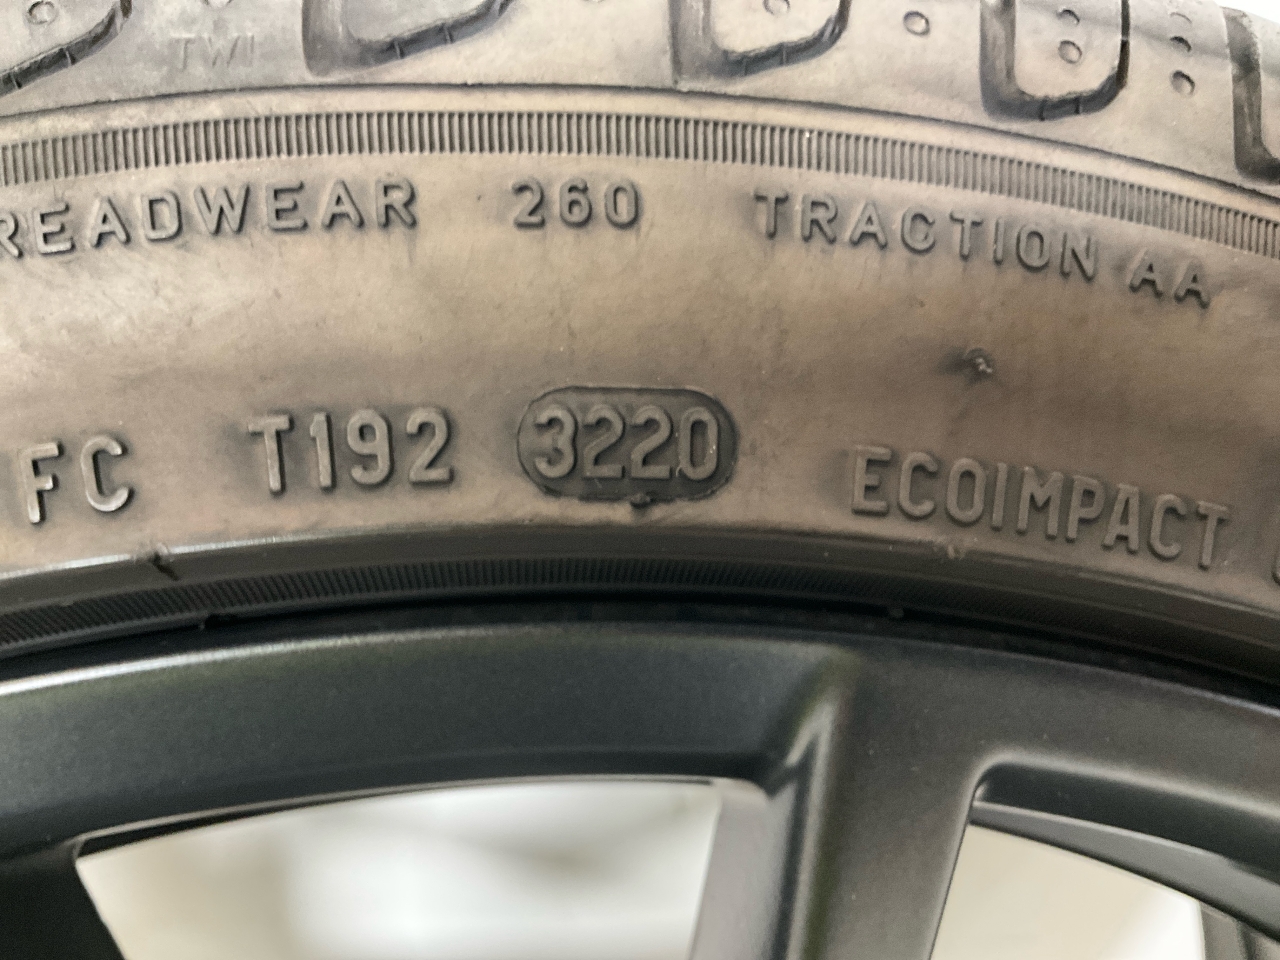 TWI
READWEAR 260 TRACTION AA
FC T192 3220 ECOIMPACT